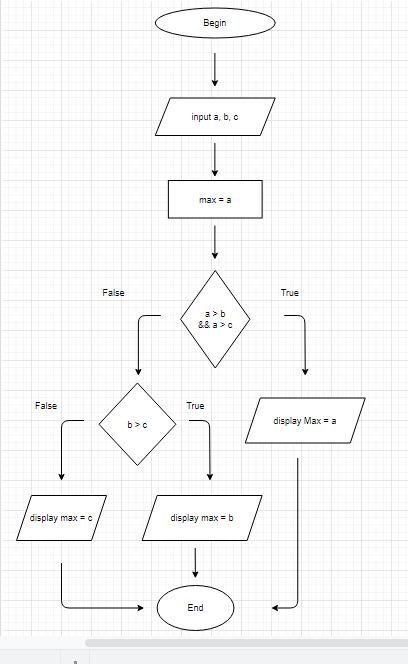 Begin
input a, b, c
max = a
False
True
a > b
&& a > c
False
True
b > c
display Max = a
display max = c
display max = b
End